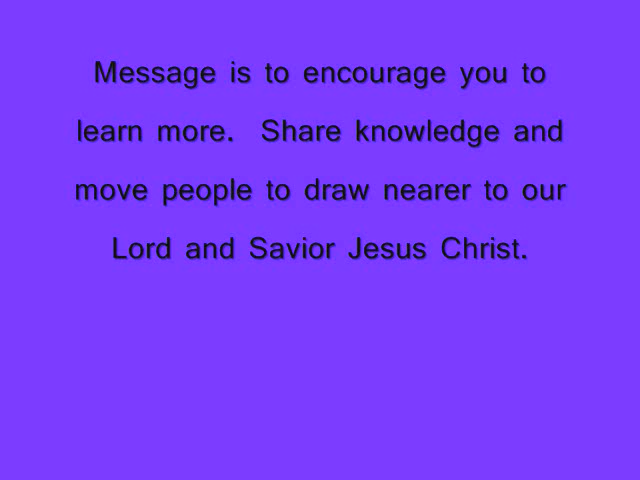 Message is to encourage you to
learn more.  Share knowledge and
move people to draw nearer to our
Lord and Savior Jesus Christ.